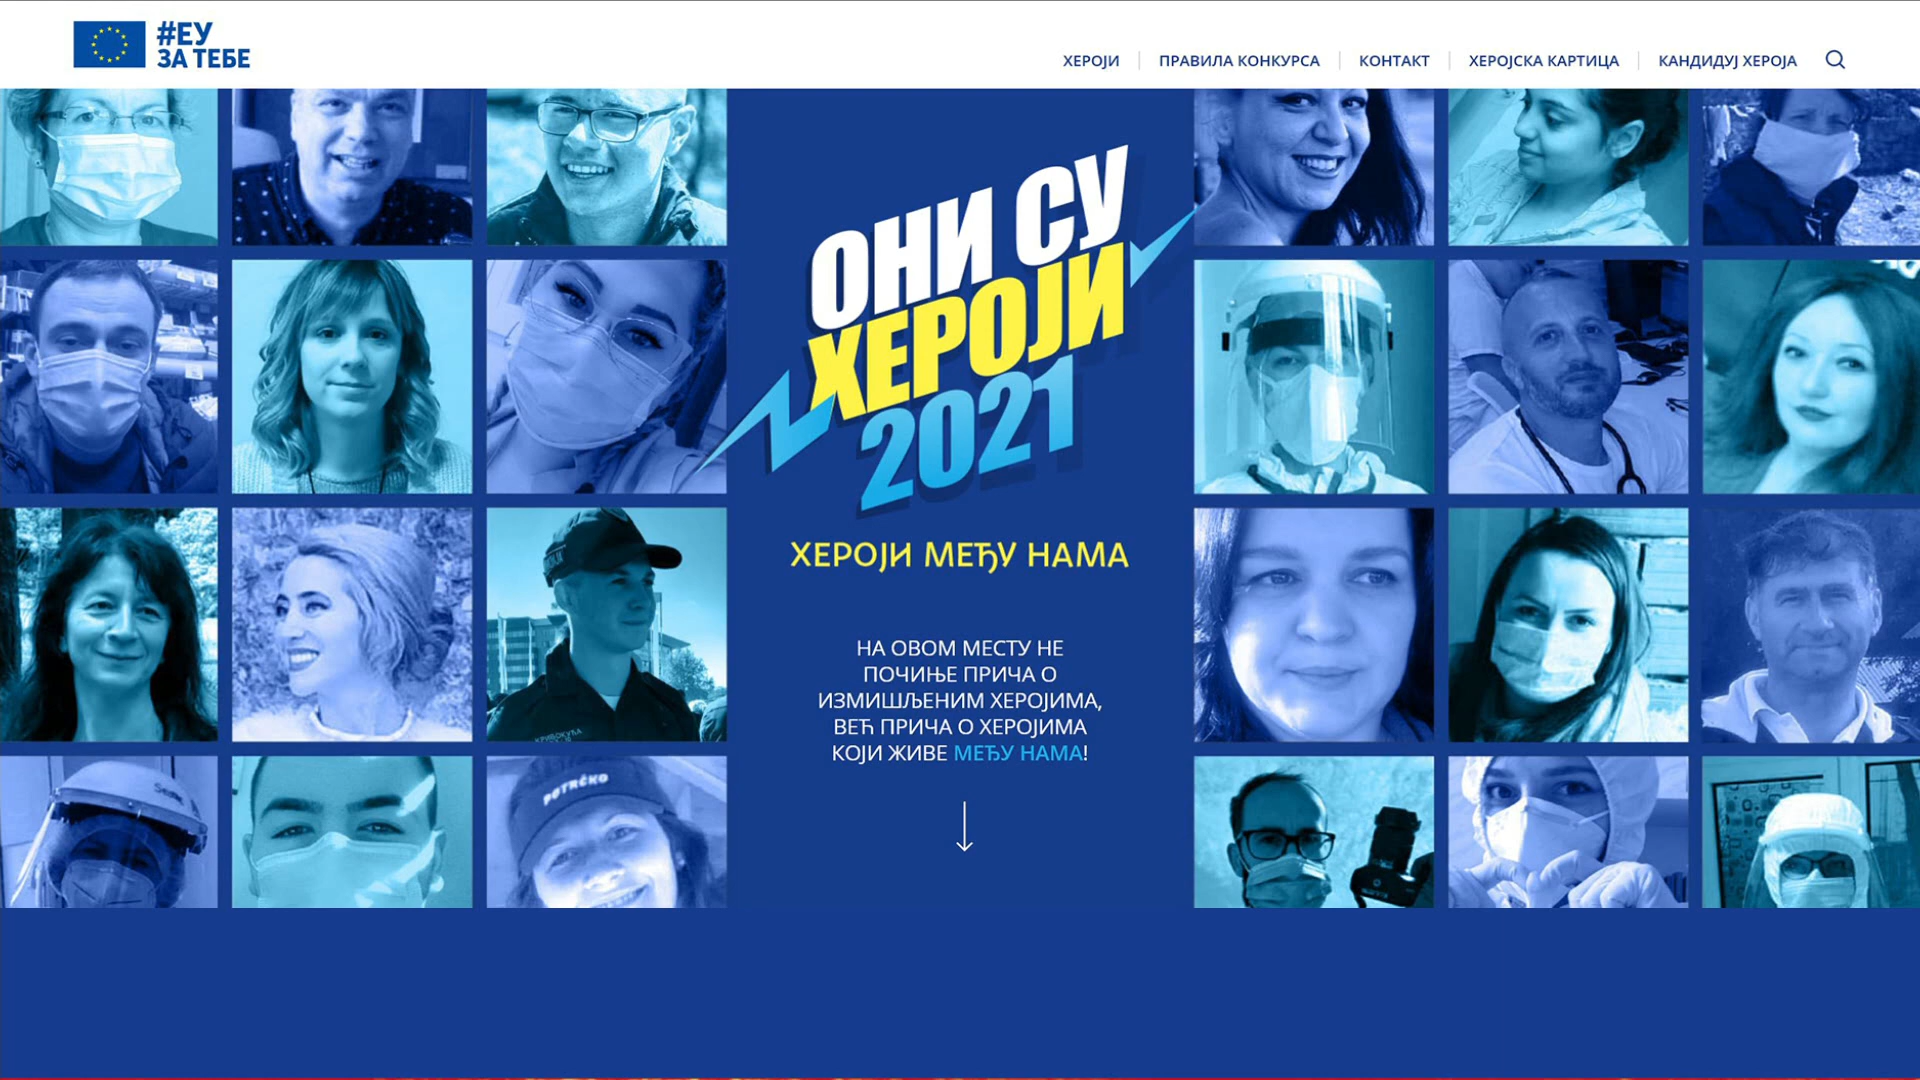 #ЕУ
ЗА ТЕБЕ
ХЕРОЈИ
ПРАВИЛА КОНКУРСА
КОНТАКТ
ХЕРОЈСКА КАРТИЦА
КАНДИДУЈ ХЕРОЈА
ОНИ СУ
ХЕРОЈИ
2021
ХЕРОЈИ МЕЂУ НАМА
НА ОВОМ МЕСТУ НЕ
ПОЧИЊЕ ПРИЧА О
ИЗМИШЉЕНИМ ХЕРОЈИМА,
ВЕЋ ПРИЧА О ХЕРОЈИМА
КОЈИ ЖИВЕ МЕЂУ НАМА!
POTRČKO